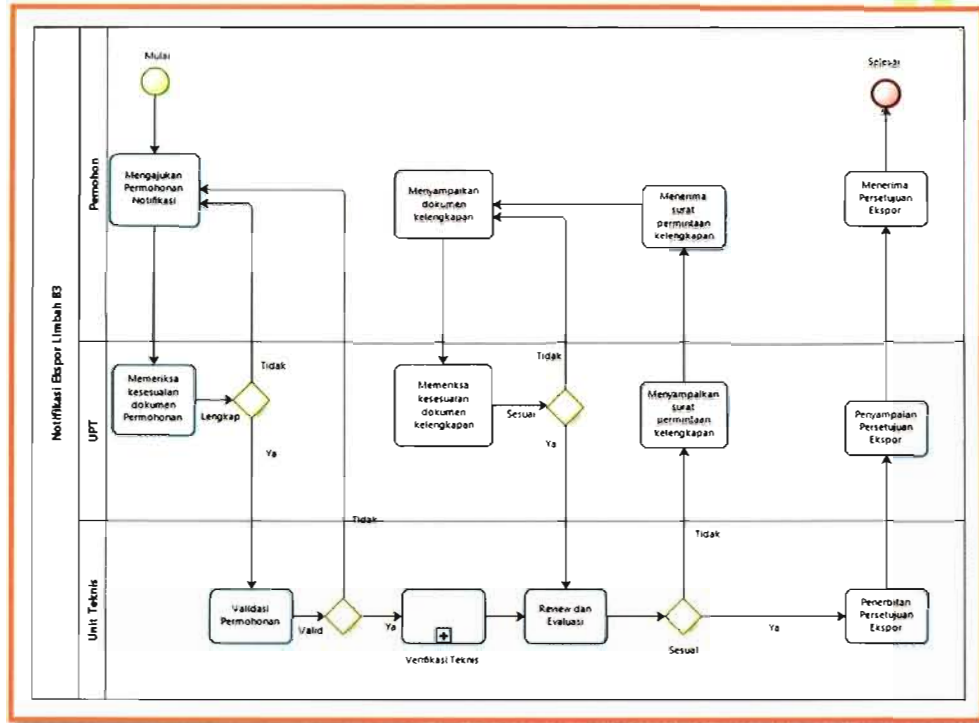 Notifikasi Ekspor Limbah B3
Pemohon
Mulai
Selesai
Mengajukan
Permohonan
Notifikasi
Menyampaikan
dokumen
kelengkapan
Menerima
surat
permintaan
kelengkapan
Menerima
Persetujuan
Ekspor
UPT
Memeriksa
kesesuaian
dokumen
Permohonan
Lengkap
Tidak
Ya
Memeriksa
kesesuaian
dokumen
kelengkapan
Sesuai
Tidak
Ya
Menyampaikan
surat
permintaan
kelengkapan
Penyampaian
Persetujuan
Ekspor
Unit Teknis
Validasi
Permohonan
Valid
Tidak
Ya
Verifikasi Teknis
Review dan
Evaluasi
Tidak
Sesuai
Ya
Penerbitan
Persetujuan
Ekspor